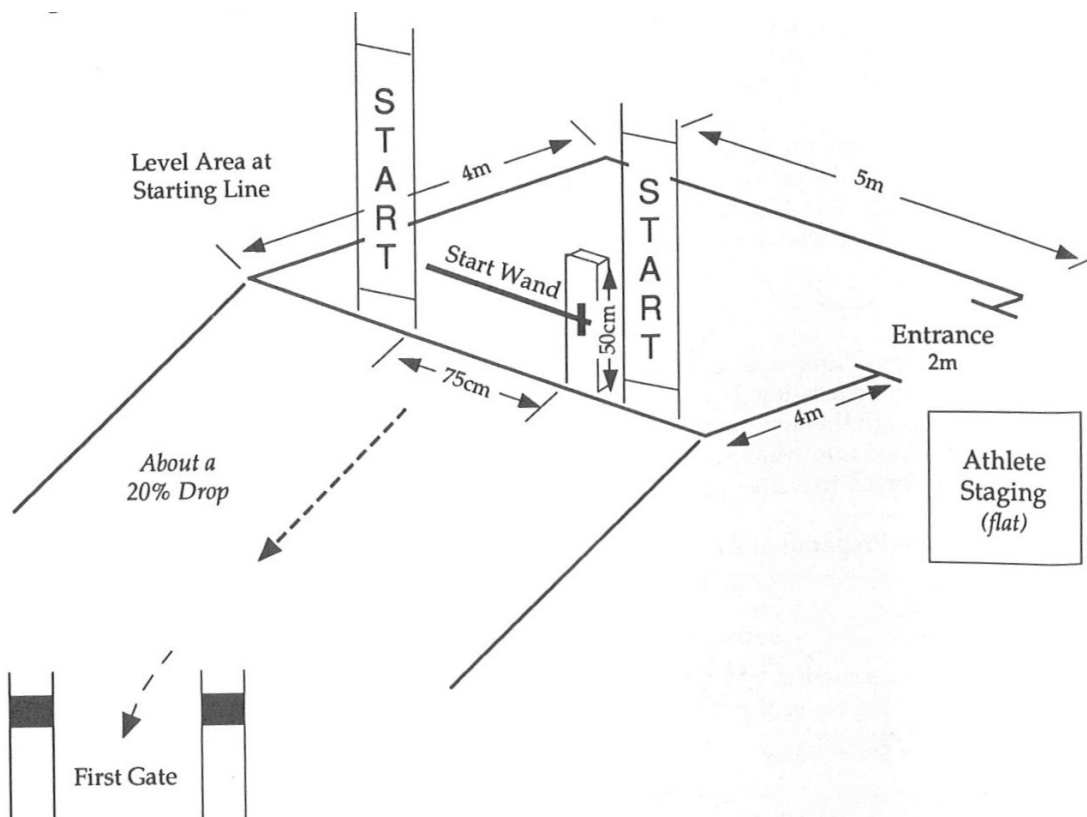 START
START
Level Area at
Starting Line
4m
5m
Start Wand
50cm
Entrance
2m
75cm
4m
About a
20% Drop
Athlete
Staging
(flat)
First Gate